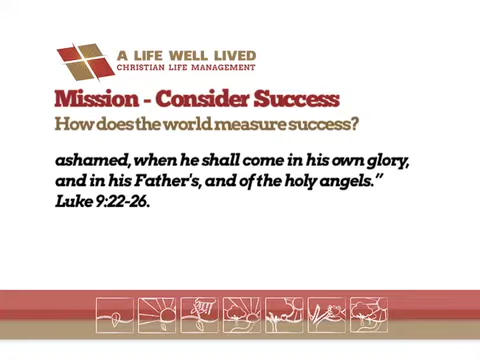 A LIFE WELL LIVED
CHRISTIAN LIFE MANAGEMENT
Mission - Consider Success
How does the world measure success?
ashamed, when he shall come in his own glory,
and in his Father's, and of the holy angels.”
Luke 9:22-26.